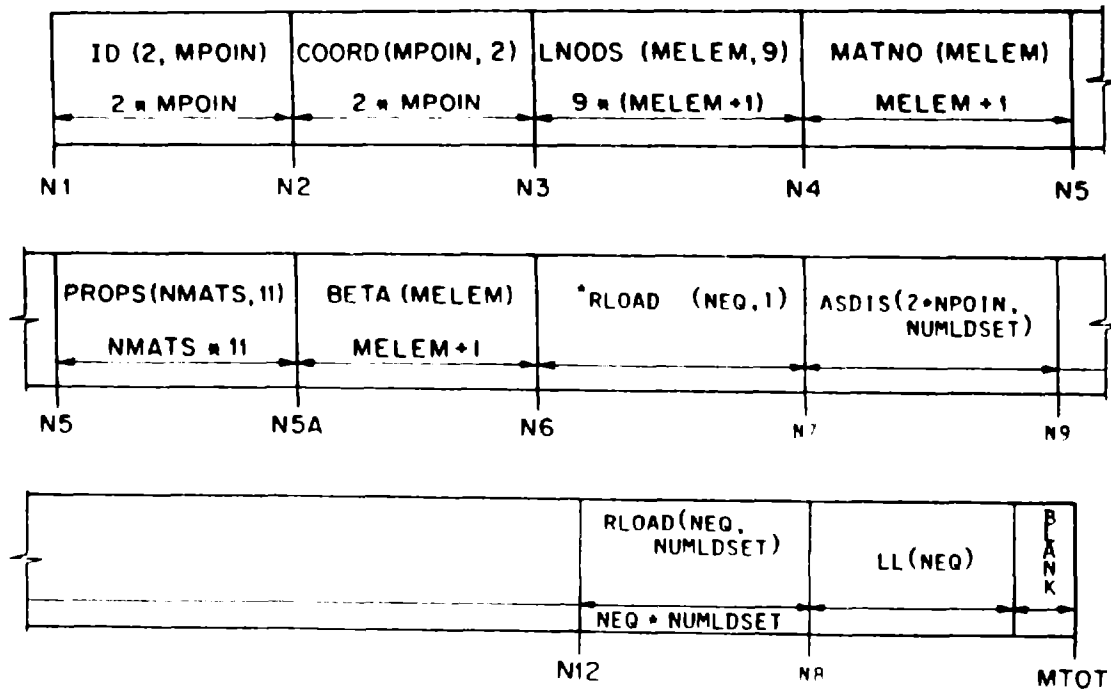 ID (2, MPOIN) COORD (MPOIN, 2) LNODS (MELEM, 9) MATNO (MELEM)
2 * MPOIN 2 * MPOIN 9 * (MELEM +1) MELEM + 1
N1 N2 N3 N4 N5
PROPS(NMATS, 11) BETA (MELEM) *RLOAD (NEQ, 1) ASDIS(2*NPOIN,
NUMLDSET)
NMATS * 11 MELEM + 1
N5 N5A N6 N7 N9
RLOAD(NEQ,
NUMLDSET)
LL(NEQ)
BLANK
NEQ * NUMLDSET
N12 N8 MTOT